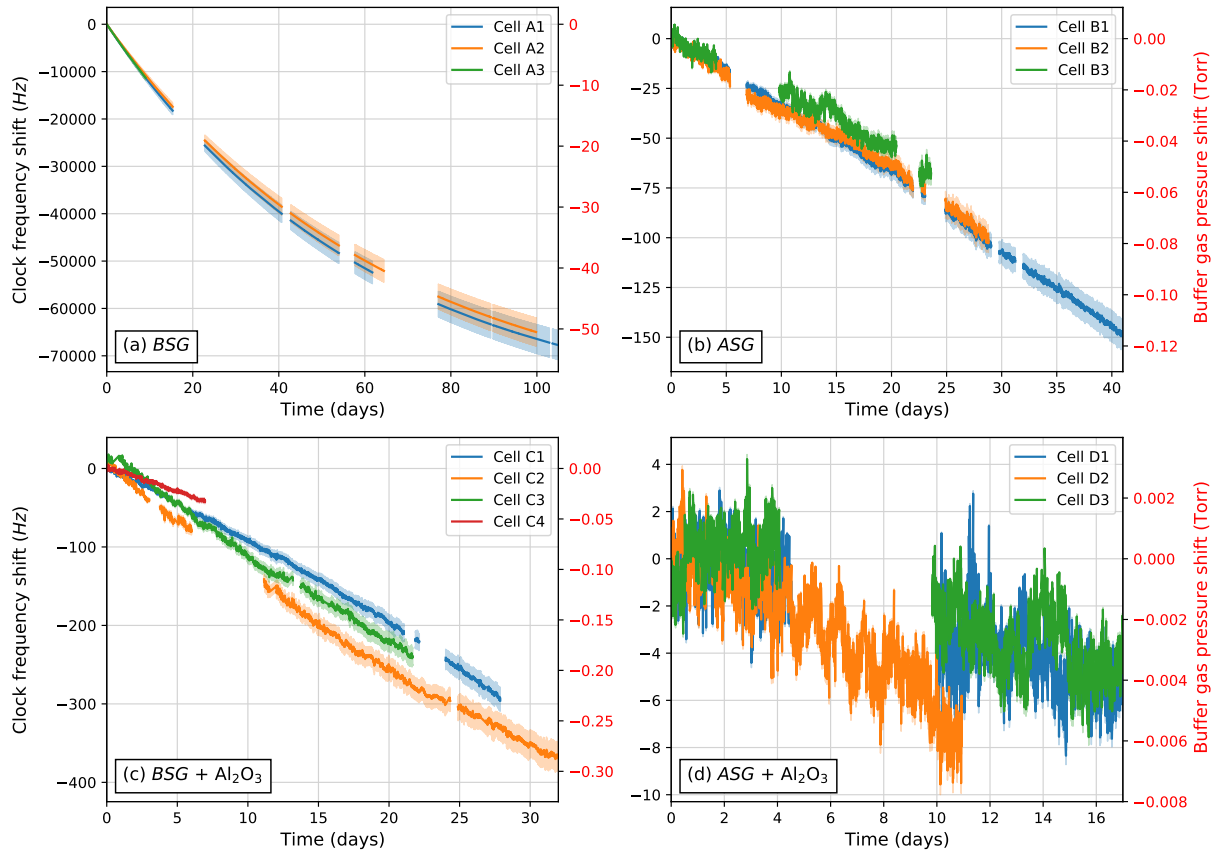 0
−10000
−20000
−30000
−40000
−50000
−60000
−70000
Clock frequency shift (Hz)
0
−10
−20
−30
−40
−50
Cell A1
Cell A2
Cell A3
(a) BSG
0 20 40 60 80 100
Time (days)
0
−25
−50
−75
−100
−125
−150
0.00
−0.02
−0.04
−0.06
−0.08
−0.10
−0.12
Buffer gas pressure shift (Torr)
Cell B1
Cell B2
Cell B3
(b) ASG
0 5 10 15 20 25 30 35 40
Time (days)
0
−100
−200
−300
−400
Clock frequency shift (Hz)
0.00
−0.05
−0.10
−0.15
−0.20
−0.25
−0.30
Cell C1
Cell C2
Cell C3
Cell C4
(c) BSG + Al₂O₃
0 5 10 15 20 25 30
Time (days)
4
2
0
−2
−4
−6
−8
−10
0.002
0.000
−0.002
−0.004
−0.006
−0.008
Buffer gas pressure shift (Torr)
Cell D1
Cell D2
Cell D3
(d) ASG + Al₂O₃
0 2 4 6 8 10 12 14 16
Time (days)